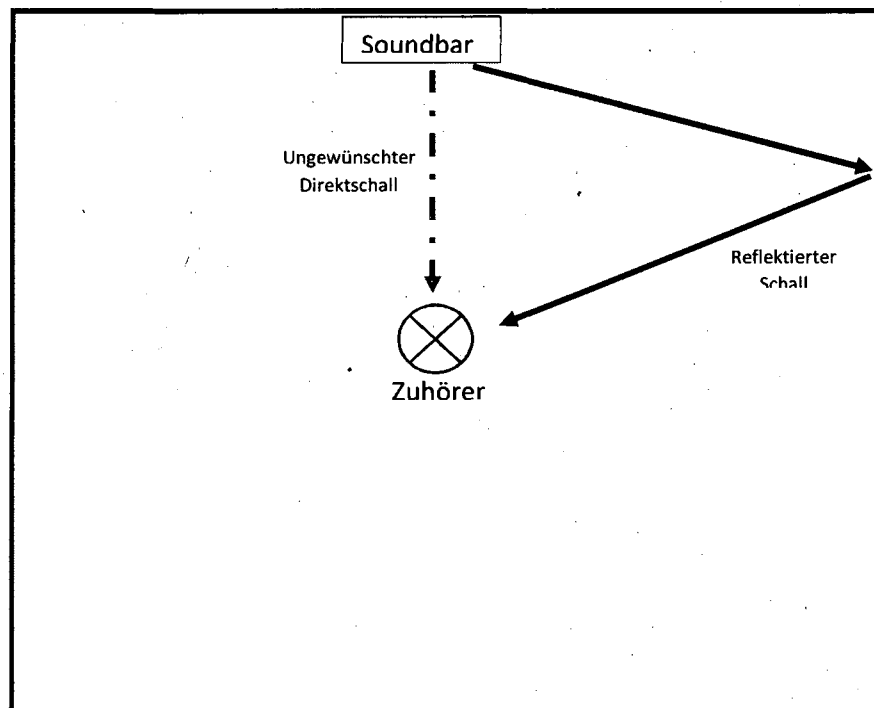 Soundbar
Ungewünschter
Direktschall
Reflektierter
Schall
Zuhörer